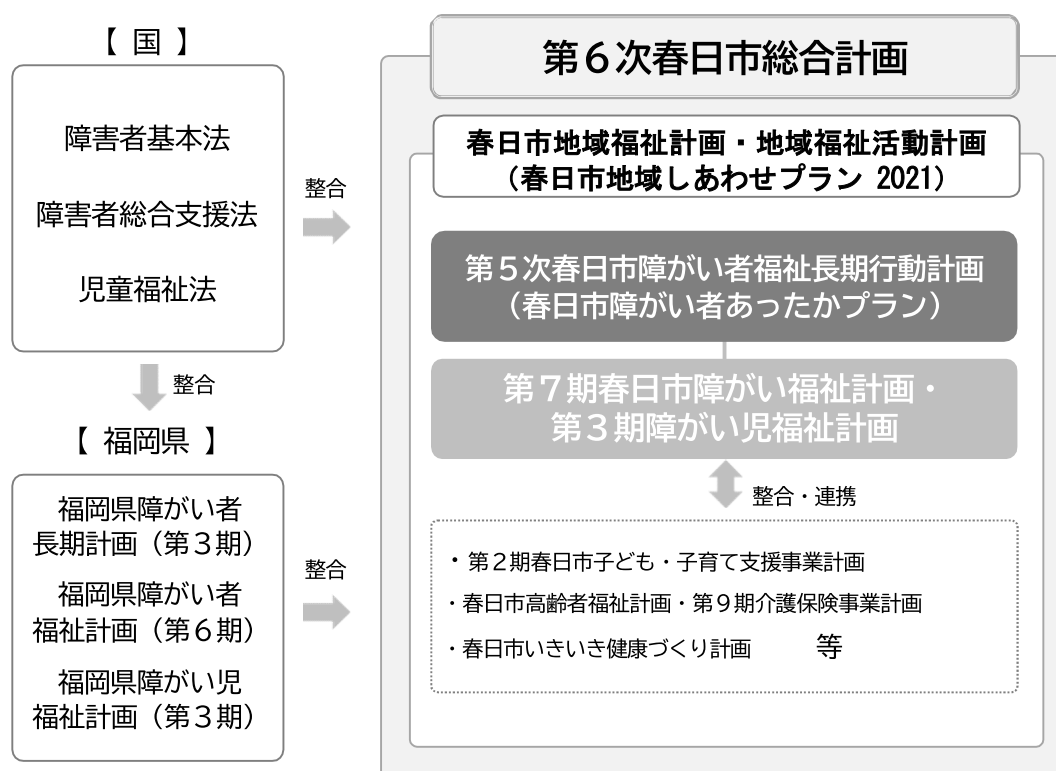 【 国 】
障害者基本法
障害者総合支援法
児童福祉法
整合
整合
【 福岡県 】
福岡県障がい者
長期計画（第３期）
福岡県障がい者
福祉計画（第６期）
福岡県障がい児
福祉計画（第３期）
整合
第６次春日市総合計画
春日市地域福祉計画・地域福祉活動計画
（春日市地域しあわせプラン 2021）
第５次春日市障がい者福祉長期行動計画
（春日市障がい者あったかプラン）
第７期春日市障がい福祉計画・
第３期障がい児福祉計画
整合・連携
・第２期春日市子ども・子育て支援事業計画
・春日市高齢者福祉計画・第９期介護保険事業計画
・春日市いきいき健康づくり計画 等